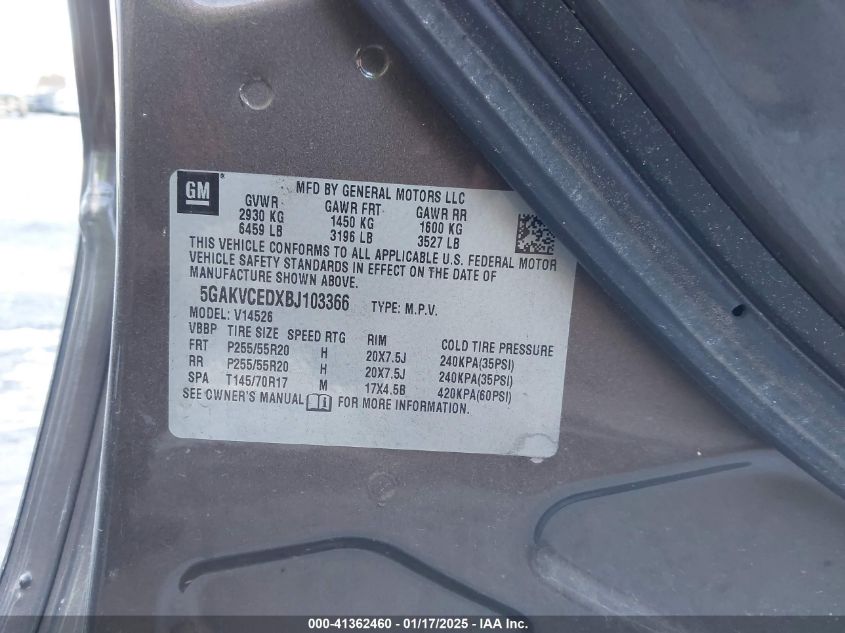 GM
MFD BY GENERAL MOTORS LLC
GVWR GAWR FRT GAWR RR
2930 KG 1450 KG 1600 KG
6459 LB 3196 LB 3527 LB
THIS VEHICLE CONFORMS TO ALL APPLICABLE U.S. FEDERAL MOTOR
VEHICLE SAFETY STANDARDS IN EFFECT ON THE DATE OF
MANUFACTURE SHOWN ABOVE.
5GAKVCEDXBJ103366 TYPE: M.P.V.
MODEL: V14526
VBBP TIRE SIZE SPEED RTG RIM COLD TIRE PRESSURE
FRT P255/55R20 H 20X7.5J 240KPA(35PSI)
RR P255/55R20 H 20X7.5J 240KPA(35PSI)
SPA T145/70R17 M 17X4.5B 420KPA(60PSI)
SEE OWNER'S MANUAL FOR MORE INFORMATION.
000-41362460 - 01/17/2025 - - US - IAA Inc.